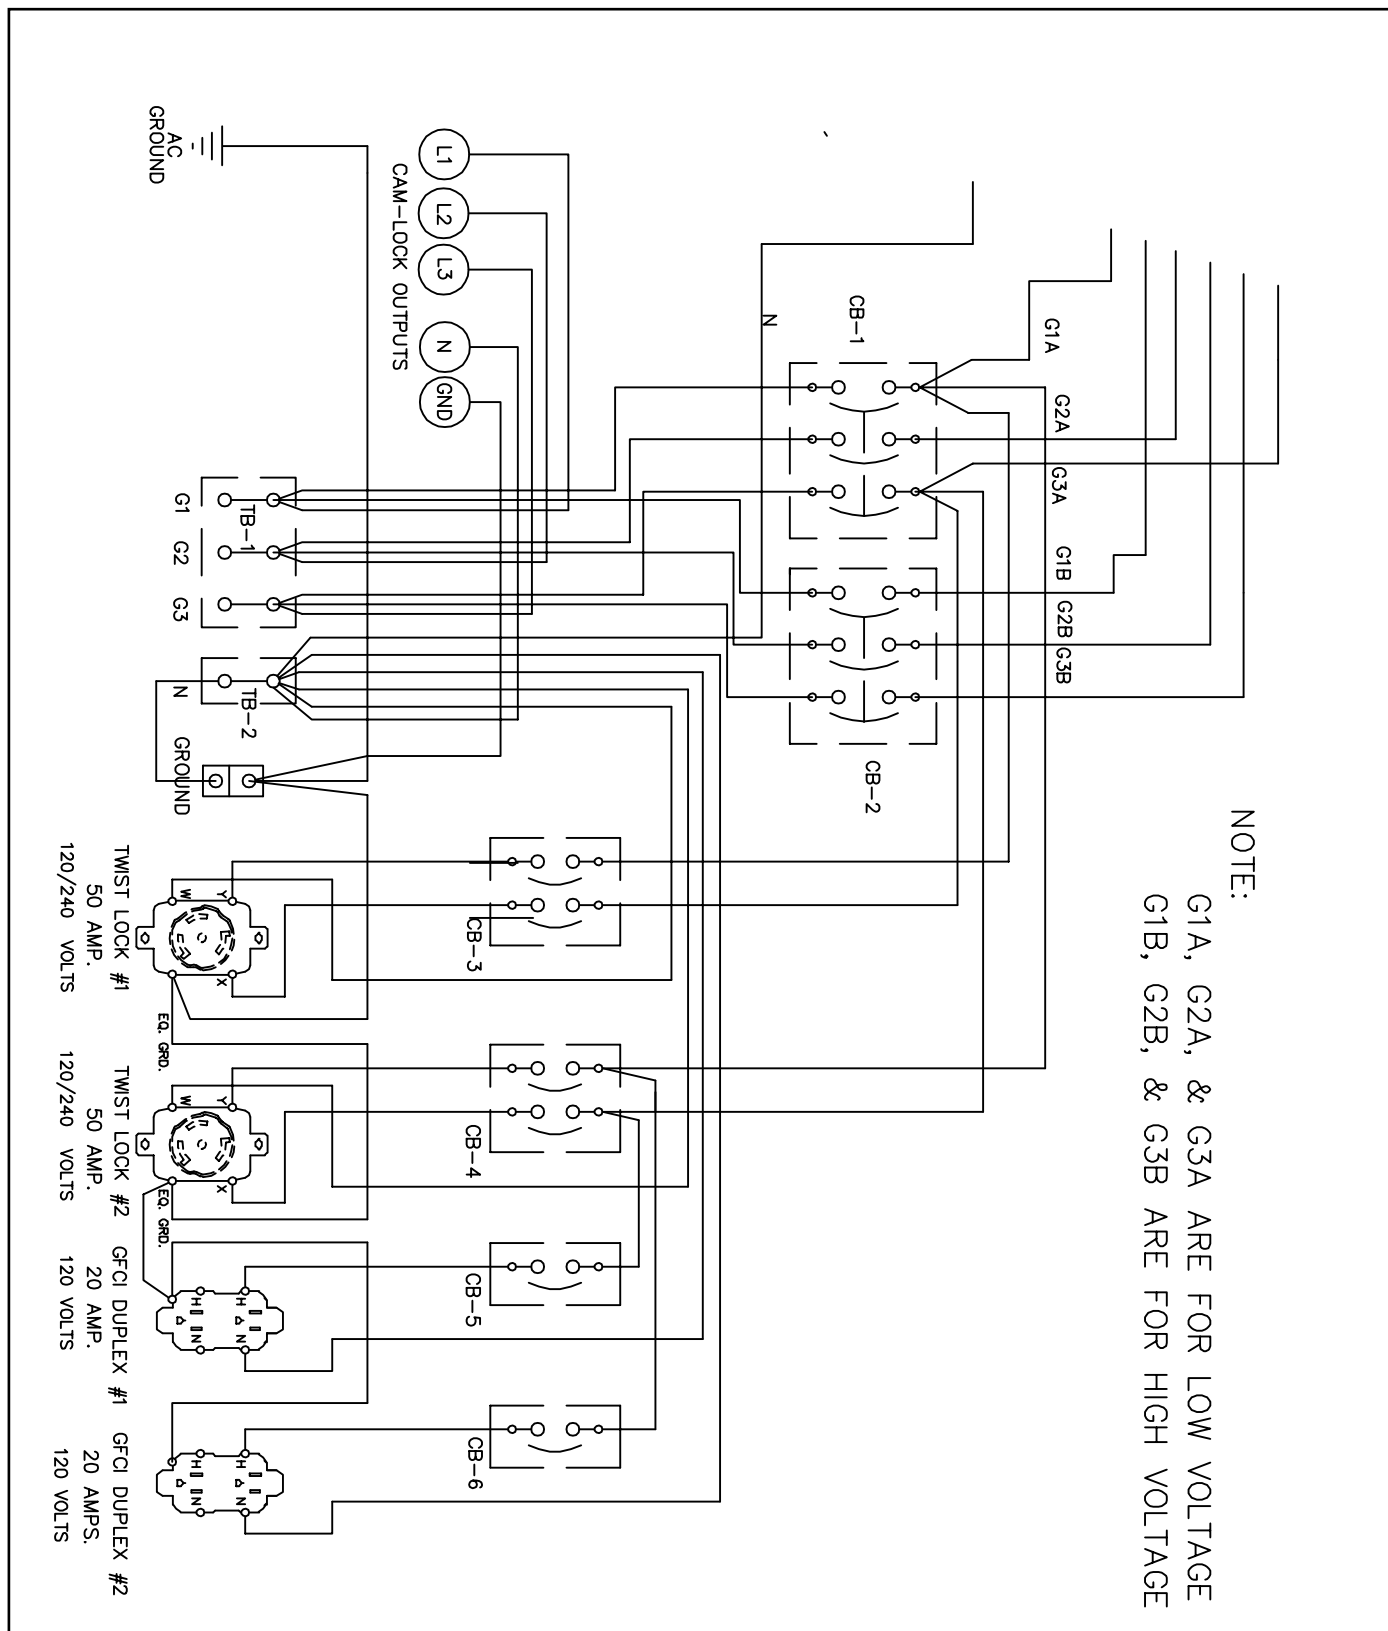 NOTE:
G1A, G2A, & G3A ARE FOR LOW VOLTAGE
G1B, G2B, & G3B ARE FOR HIGH VOLTAGE
G1A
G2A
G3A
G1B
G2B
G3B
CB-1
CB-2
N
L1
L2
L3
N
GND
CAM-LOCK OUTPUTS
AC
GROUND
G1
G2
G3
TB-1
N
TB-2
GROUND
CB-3
CB-4
CB-5
CB-6
Y
W
X
EQ. GRD.
TWIST LOCK #1
50 AMP.
120/240 VOLTS
Y
W
X
EQ. GRD.
TWIST LOCK #2
50 AMP.
120/240 VOLTS
H
H
N
N
GFCI DUPLEX #1
20 AMP.
120 VOLTS
H
H
N
N
GFCI DUPLEX #2
20 AMPS.
120 VOLTS